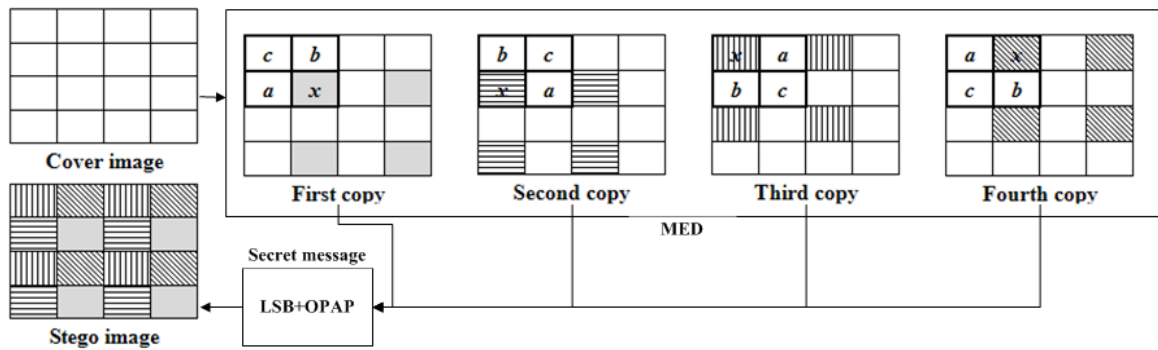 c b
a x
b c
x a
x a
b c
a x
c b
Cover image
First copy
Second copy
Third copy
Fourth copy
MED
Secret message
LSB+OPAP
Stego image